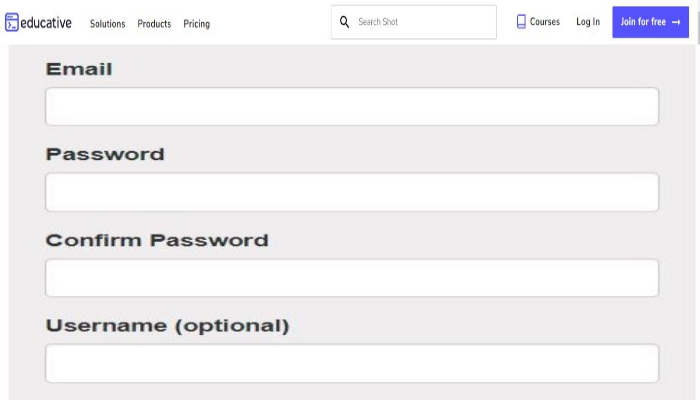 educative Solutions Products Pricing Search Shot Courses Log In Join for free →
Email
Password
Confirm Password
Username (optional)